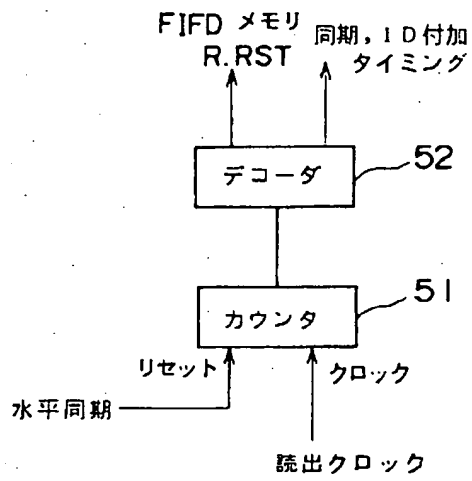 FIFD メモリ
R.RST
同期，ID付加
タイミング
デコーダ
52
カウンタ
51
リセット
クロック
水平同期
読出クロック